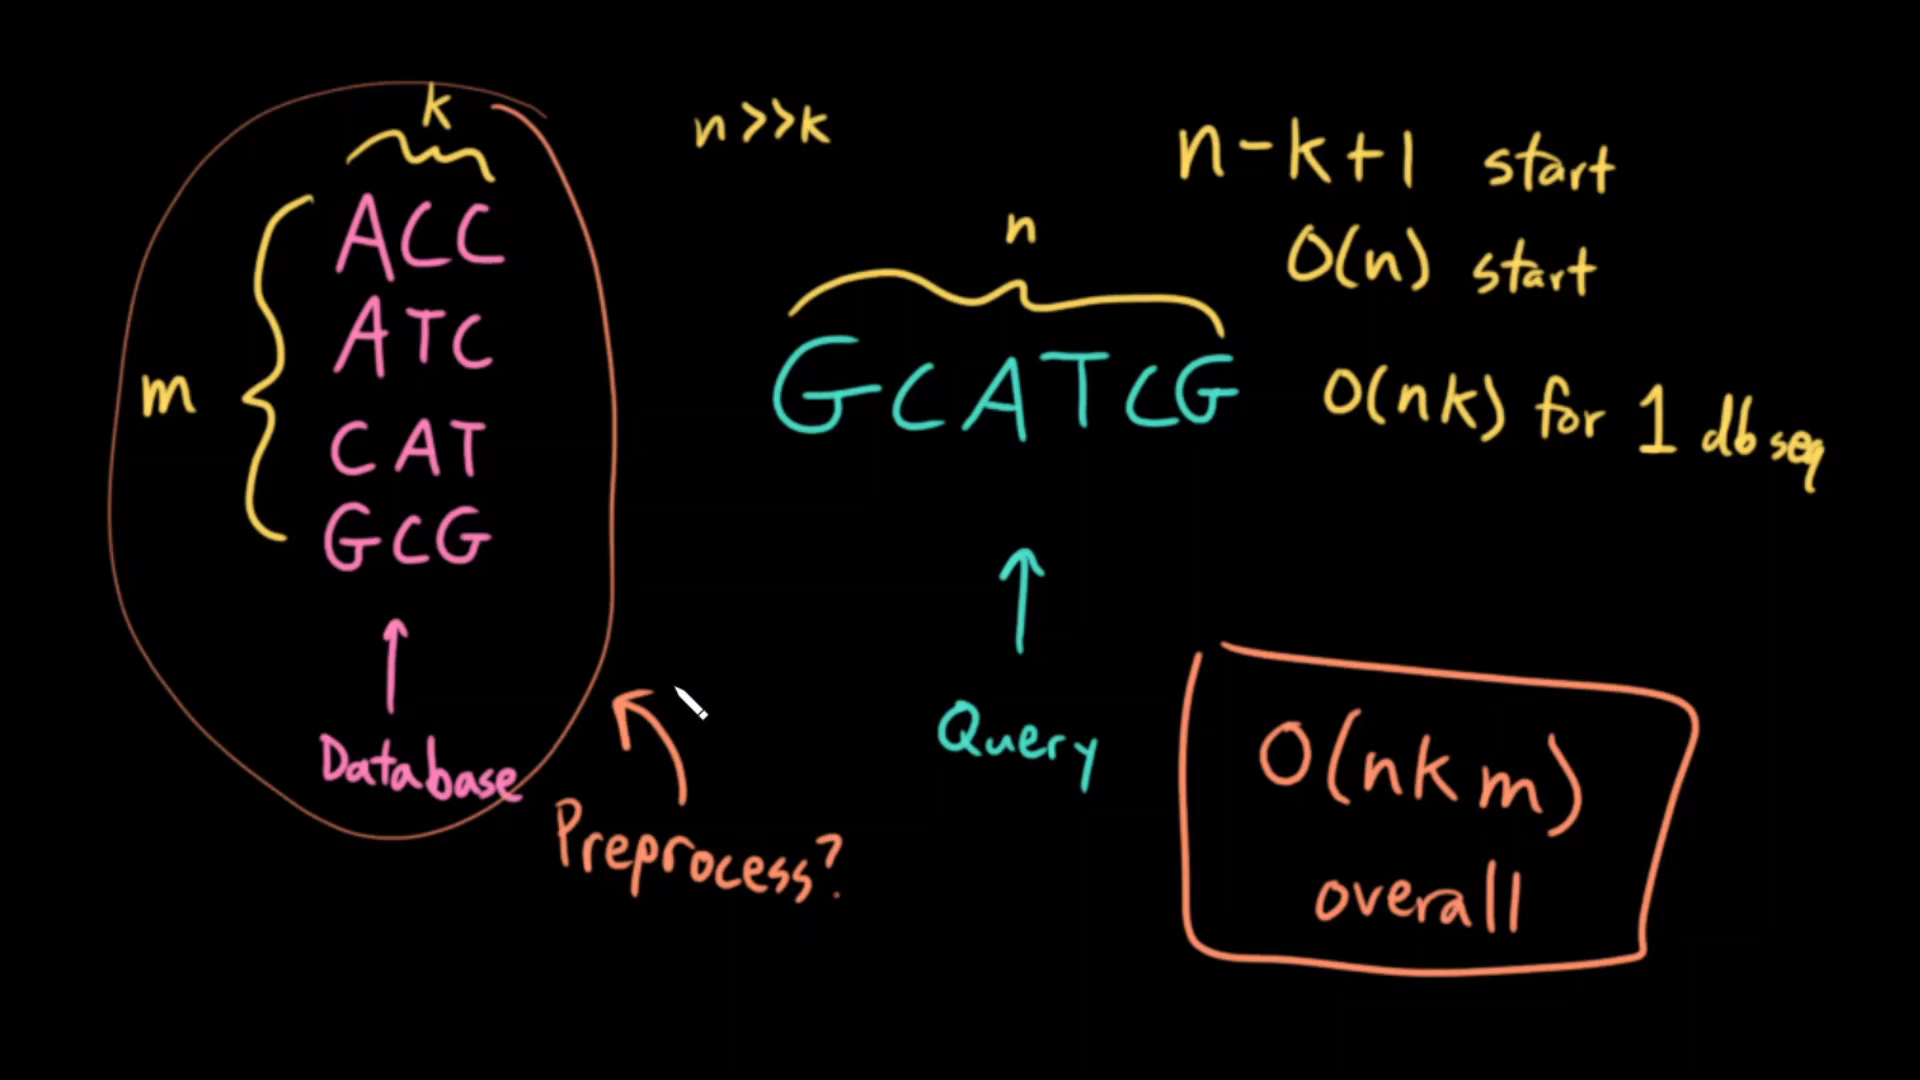 k
m
ACC
ATC
CAT
GCG
Database
Preprocess?
n>>k
n
GCATCG
Query
n-k+1 start
O(n) start
O(nk) for 1 db seq
O(nkm)
overall